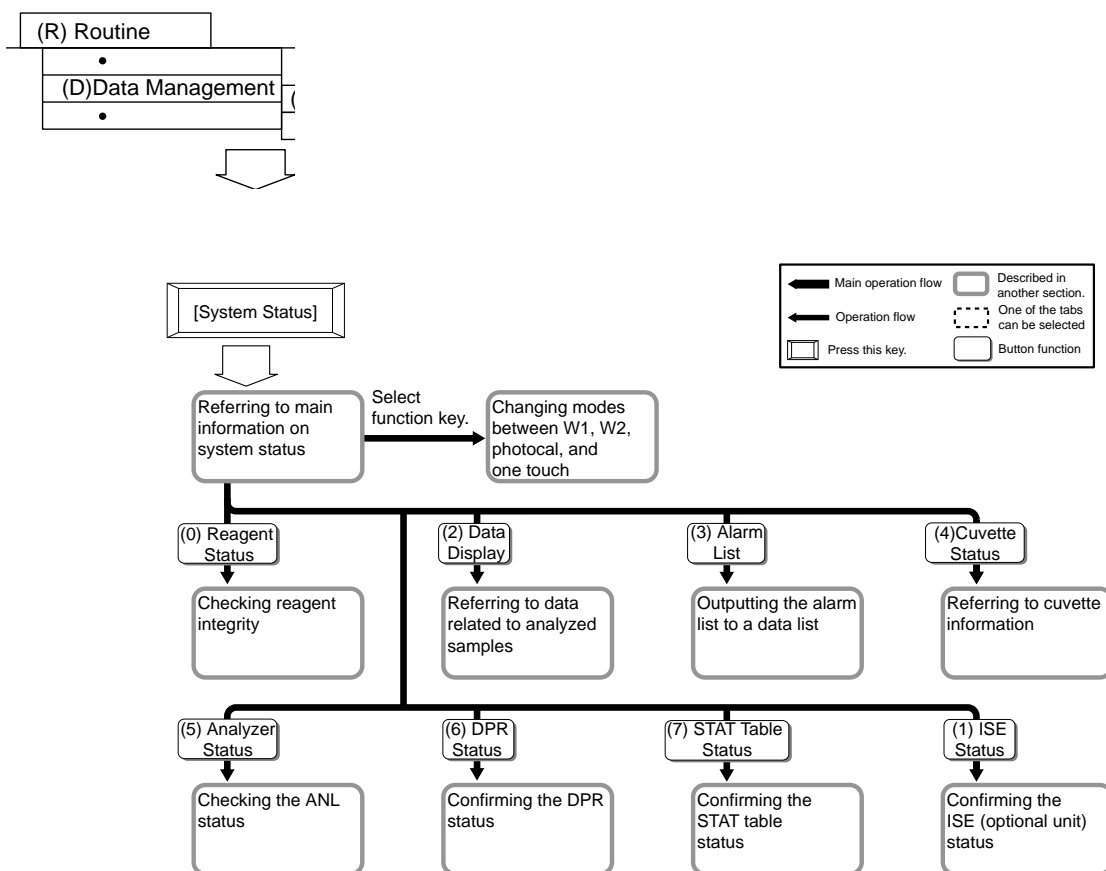 (R) Routine
•
(D)Data Management
(
•
[System Status]
Main operation flow
Described in
another section.
Operation flow
One of the tabs
can be selected
Press this key.
Button function
Referring to main
information on
system status
Select
function key.
Changing modes
between W1, W2,
photocal, and
one touch
(0) Reagent
Status
(2) Data
Display
(3) Alarm
List
(4)Cuvette
Status
Checking reagent
integrity
Referring to data
related to analyzed
samples
Outputting the alarm
list to a data list
Referring to cuvette
information
(5) Analyzer
Status
(6) DPR
Status
(7) STAT Table
Status
(1) ISE
Status
Checking the ANL
status
Confirming the DPR
status
Confirming the
STAT table
status
Confirming the
ISE (optional unit)
status